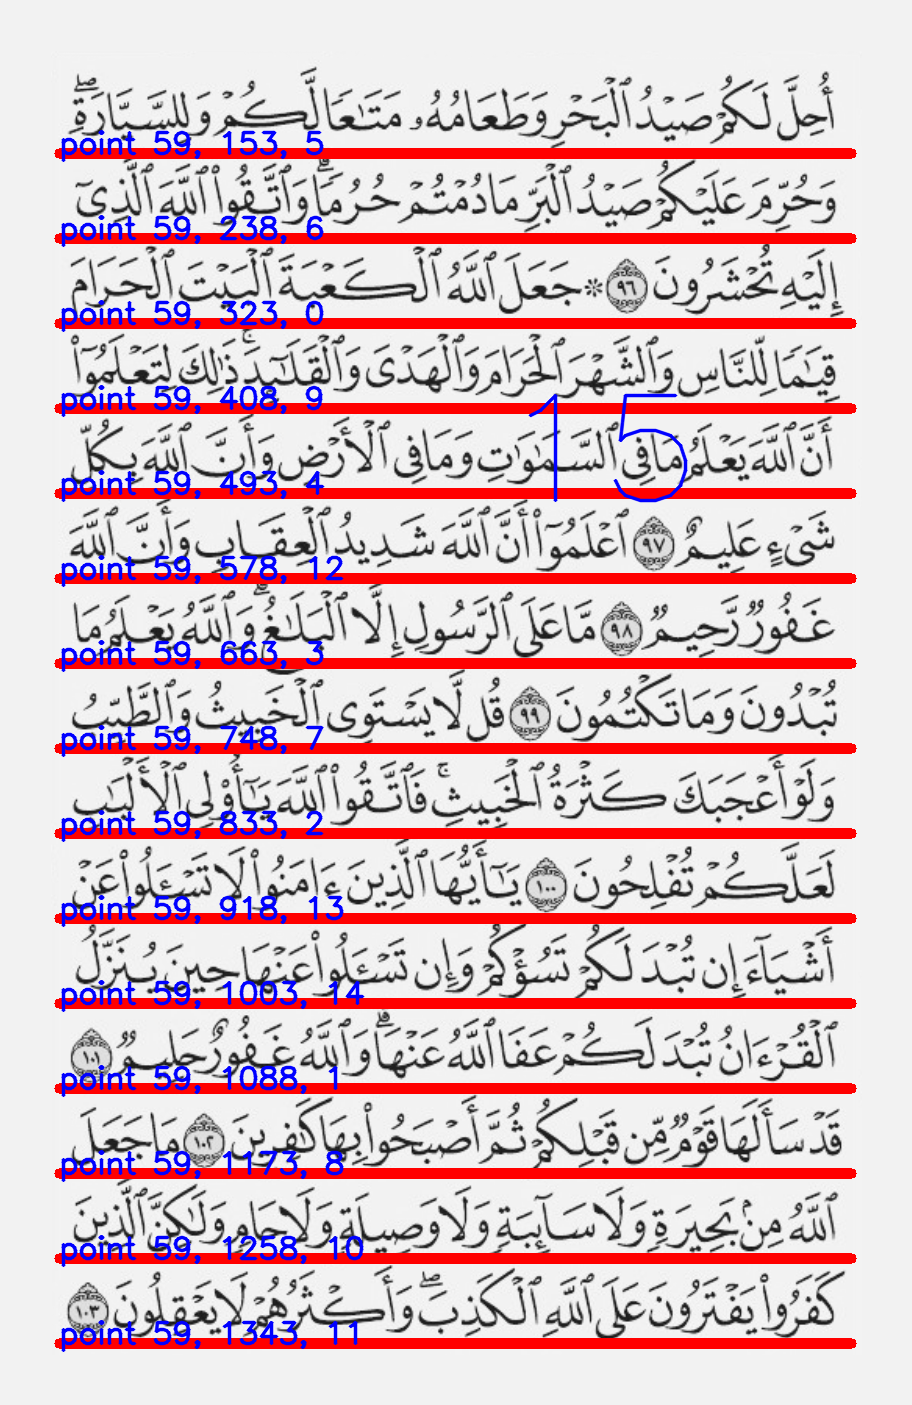 أُحِلَّ لَكُمْ صَيْدُ ٱلْبَحْرِ وَطَعَامُهُۥ مَتَـٰعًا لَّكُمْ وَلِلسَّيَّارَةِ ۖ
point 59, 153, 5
وَحُرِّمَ عَلَيْكُمْ صَيْدُ ٱلْبَرِّ مَا دُمْتُمْ حُرُمًا ۗ وَٱتَّقُوا۟ ٱللَّهَ ٱلَّذِىٓ
point 59, 238, 6
إِلَيْهِ تُحْشَرُونَ ٩٦ ۞ جَعَلَ ٱللَّهُ ٱلْكَعْبَةَ ٱلْبَيْتَ ٱلْحَرَامَ
point 59, 323, 0
قِيَـٰمًا لِّلنَّاسِ وَٱلشَّهْرَ ٱلْحَرَامَ وَٱلْهَدْىَ وَٱلْقَلَـٰٓئِدَ ۚ ذَٰلِكَ لِتَعْلَمُوٓا۟
point 59, 408, 9
15
أَنَّ ٱللَّهَ يَعْلَمُ مَا فِى ٱلسَّمَـٰوَٰتِ وَمَا فِى ٱلْأَرْضِ وَأَنَّ ٱللَّهَ بِكُلِّ
point 59, 493, 4
شَىْءٍ عَلِيمٌ ٩٧ ٱعْلَمُوٓا۟ أَنَّ ٱللَّهَ شَدِيدُ ٱلْعِقَابِ وَأَنَّ ٱللَّهَ
point 59, 578, 12
غَفُورٌ رَّحِيمٌ ٩٨ مَّا عَلَى ٱلرَّسُولِ إِلَّا ٱلْبَلَـٰغُ ۗ وَٱللَّهُ يَعْلَمُ مَا
point 59, 663, 3
تُبْدُونَ وَمَا تَكْتُمُونَ ٩٩ قُل لَّا يَسْتَوِى ٱلْخَبِيثُ وَٱلطَّيِّبُ
point 59, 748, 7
وَلَوْ أَعْجَبَكَ كَثْرَةُ ٱلْخَبِيثِ ۚ فَٱتَّقُوا۟ ٱللَّهَ يَـٰٓأُو۟لِى ٱلْأَلْبَـٰبِ
point 59, 833, 2
لَعَلَّكُمْ تُفْلِحُونَ ١٠٠ يَـٰٓأَيُّهَا ٱلَّذِينَ ءَامَنُوا۟ لَا تَسْـَٔلُوا۟ عَنْ
point 59, 918, 13
أَشْيَآءَ إِن تُبْدَ لَكُمْ تَسُؤْكُمْ وَإِن تَسْـَٔلُوا۟ عَنْهَا حِينَ يُنَزَّلُ
point 59, 1003, 14
ٱلْقُرْءَانُ تُبْدَ لَكُمْ عَفَا ٱللَّهُ عَنْهَا ۗ وَٱللَّهُ غَفُورٌ حَلِيمٌ ١٠١
point 59, 1088, 1
قَدْ سَأَلَهَا قَوْمٌ مِّن قَبْلِكُمْ ثُمَّ أَصْبَحُوا۟ بِهَا كَـٰفِرِينَ ١٠٢ مَا جَعَلَ
point 59, 1173, 8
ٱللَّهُ مِنۢ بَحِيرَةٍ وَلَا سَآئِبَةٍ وَلَا وَصِيلَةٍ وَلَا حَامٍ وَلَـٰكِنَّ ٱلَّذِينَ
point 59, 1258, 10
كَفَرُوا۟ يَفْتَرُونَ عَلَى ٱللَّهِ ٱلْكَذِبَ ۖ وَأَكْثَرُهُمْ لَا يَعْقِلُونَ ١٠٣
point 59, 1343, 11